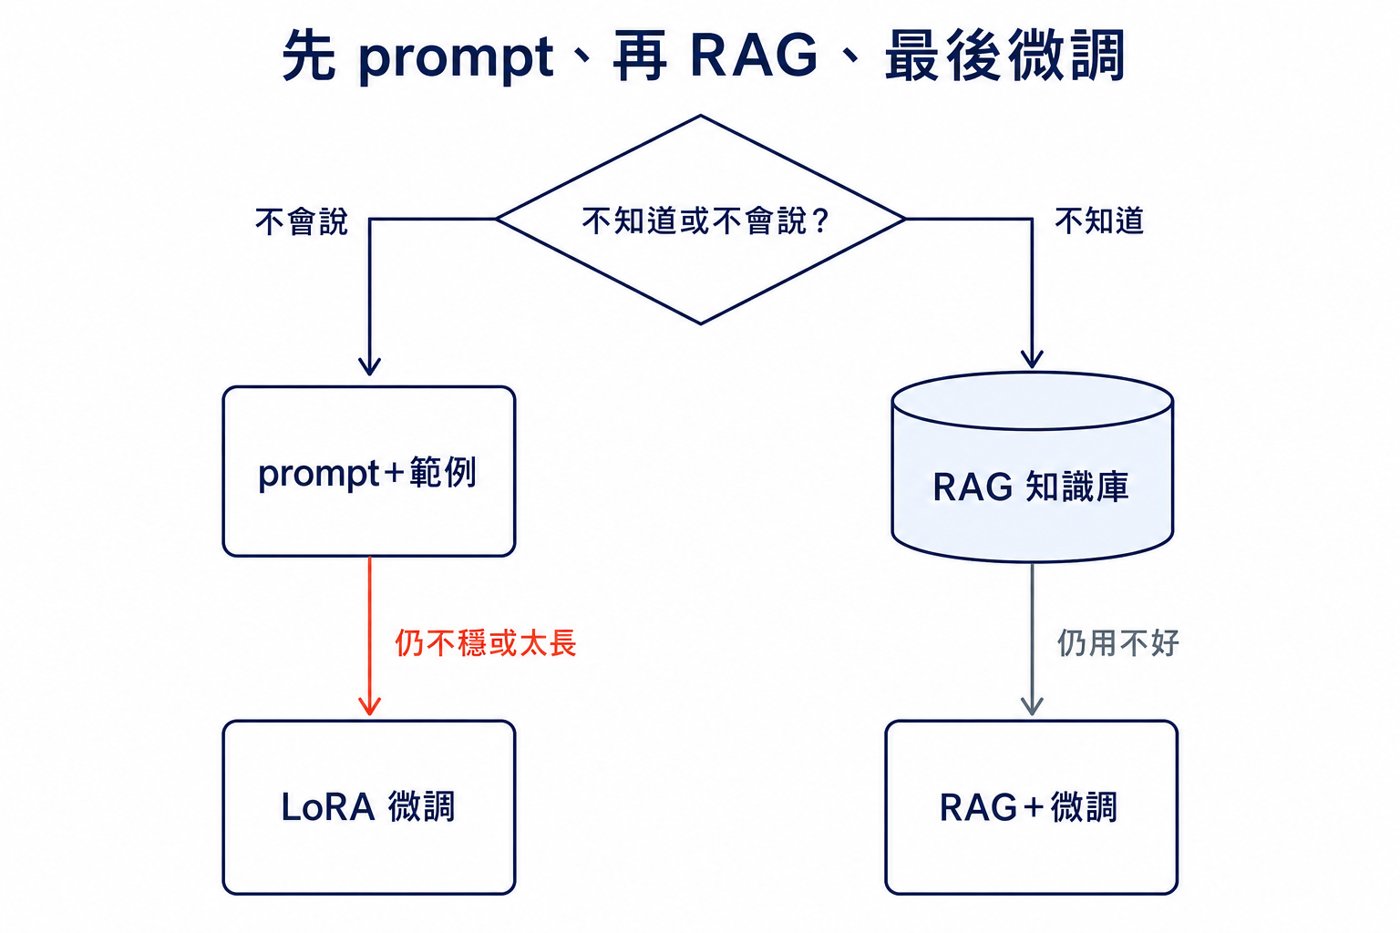 先 prompt、再 RAG、最後微調
不會說
不知道或不會說？
不知道
prompt+範例
RAG 知識庫
仍不穩或太長
仍用不好
LoRA 微調
RAG+微調